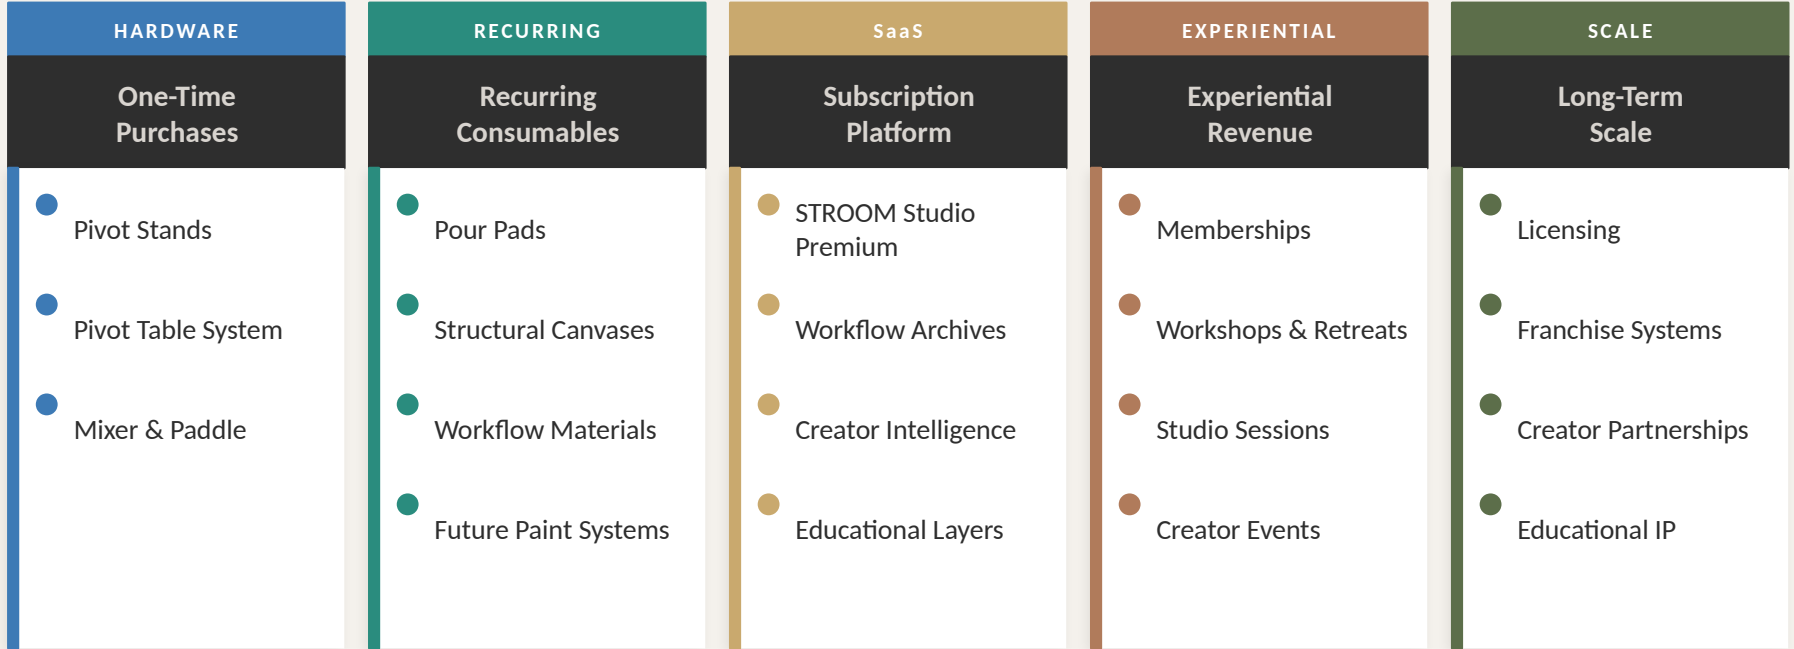 HARDWARE
One-Time
Purchases
Pivot Stands
Pivot Table System
Mixer & Paddle
RECURRING
Recurring
Consumables
Pour Pads
Structural Canvases
Workflow Materials
Future Paint Systems
SaaS
Subscription
Platform
STROOM Studio
Premium
Workflow Archives
Creator Intelligence
Educational Layers
EXPERIENTIAL
Experiential
Revenue
Memberships
Workshops & Retreats
Studio Sessions
Creator Events
SCALE
Long-Term
Scale
Licensing
Franchise Systems
Creator Partnerships
Educational IP